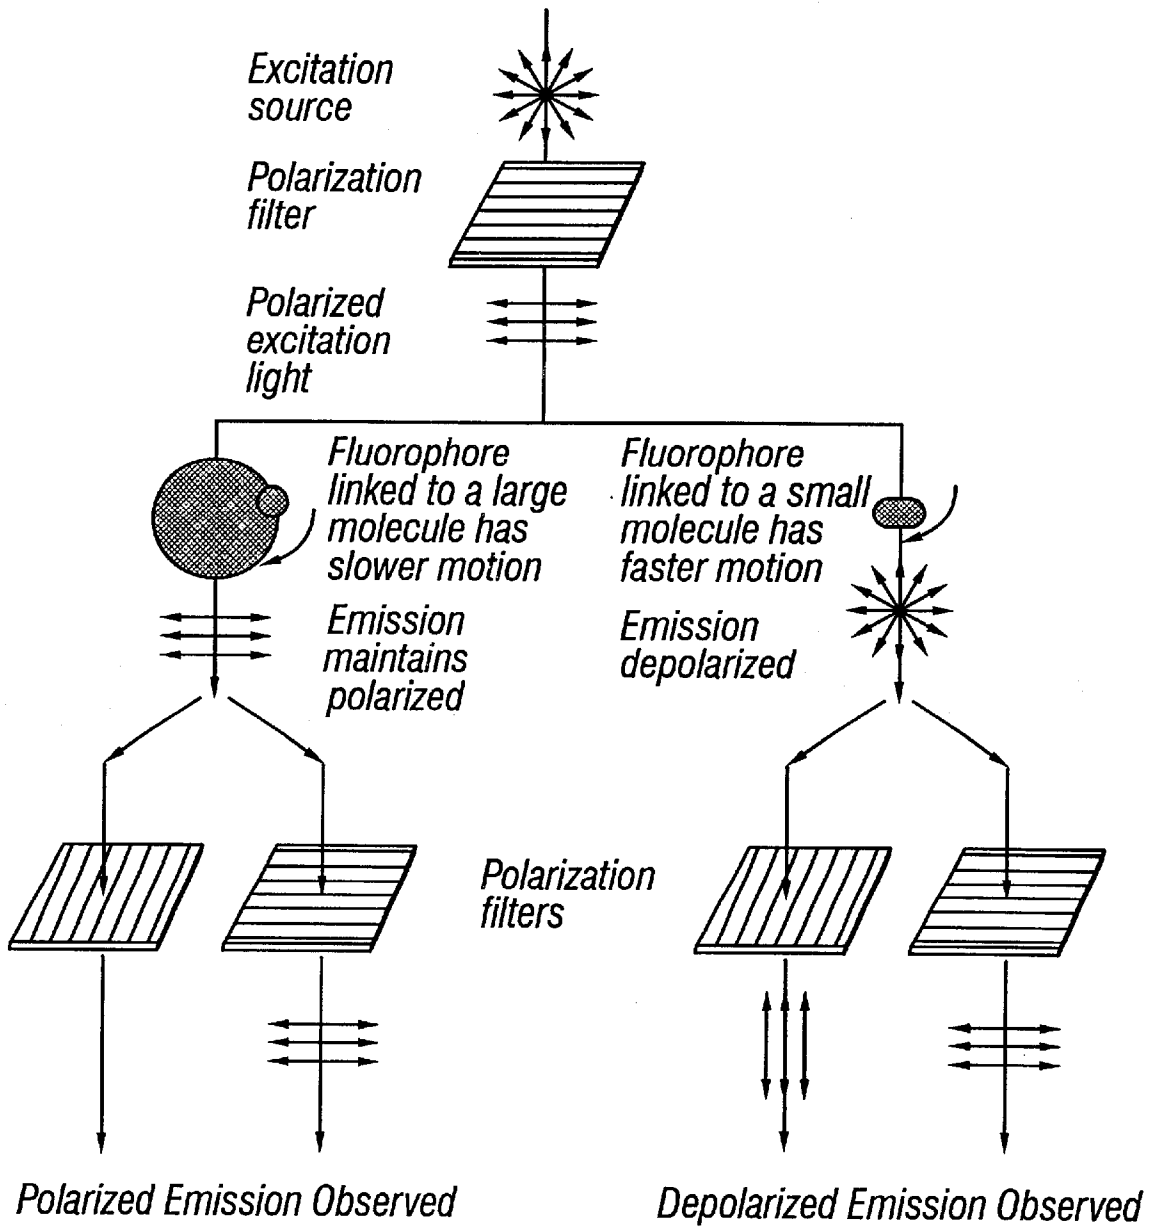 Excitation
source
Polarization
filter
Polarized
excitation
light
Fluorophore
linked to a large
molecule has
slower motion
Fluorophore
linked to a small
molecule has
faster motion
Emission
maintains
polarized
Emission
depolarized
Polarization
filters
Polarized Emission Observed
Depolarized Emission Observed